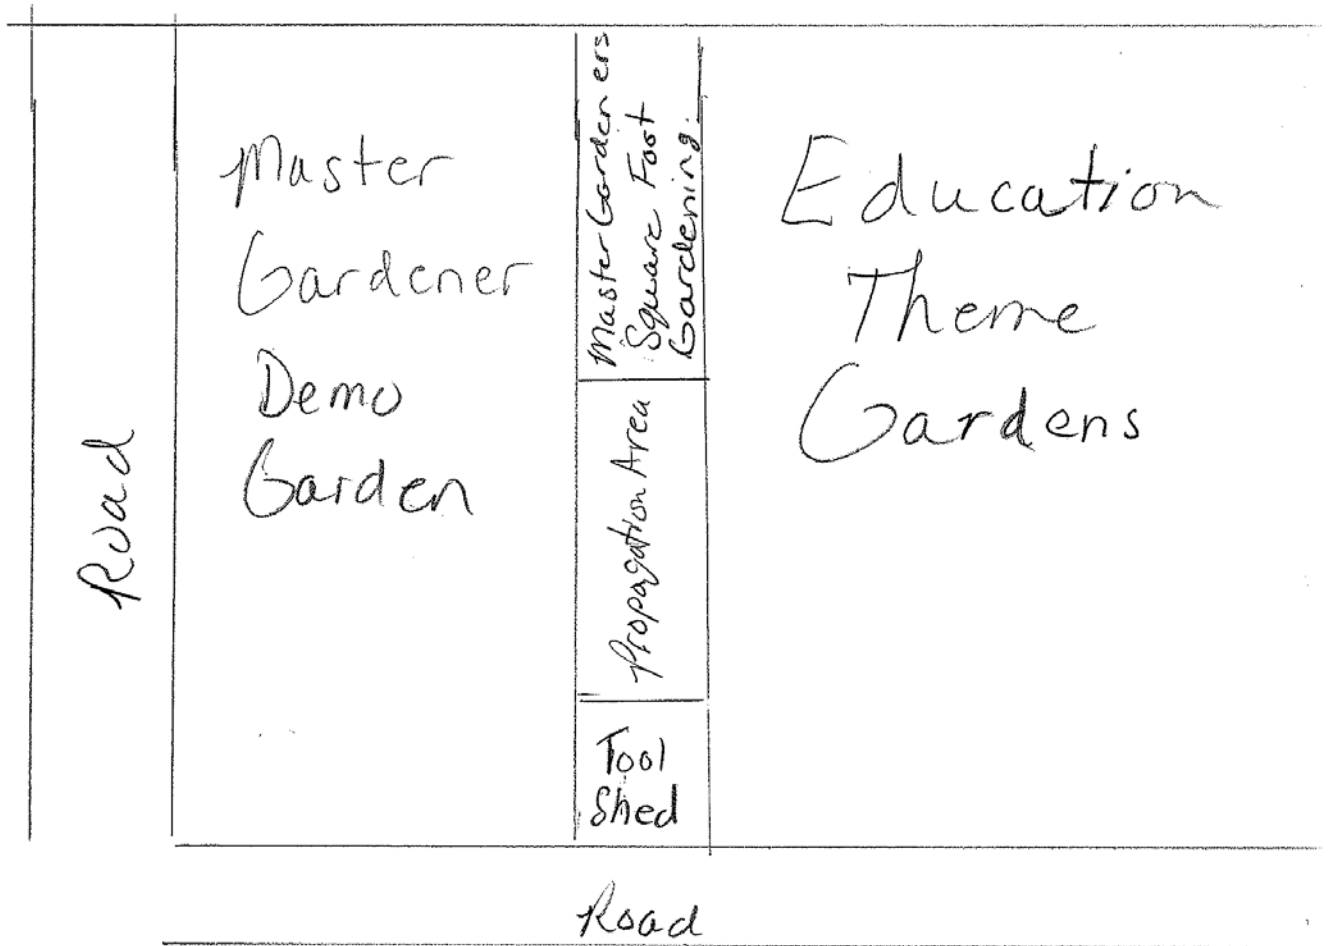 Road
Master
Gardener
Demo
Garden
Master Gardeners
Square Foot
Gardening.
Propagation Area
Tool
Shed
Education
Theme
Gardens
Road